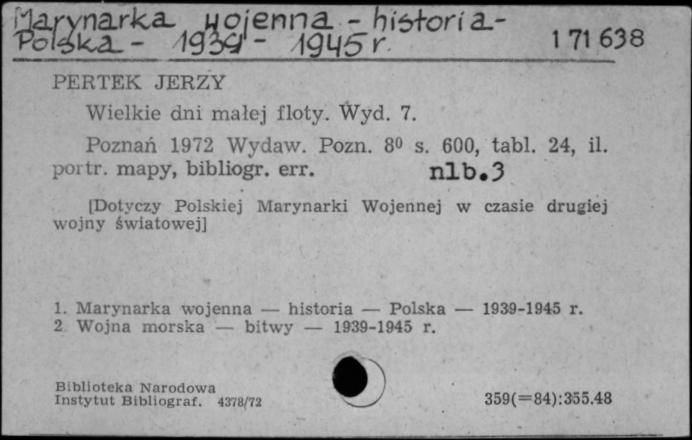 Marynarka wojenna - historia-
Polska - 1939 - 1945 r.
171638
PERTEK JERZY
Wielkie dni małej floty. Wyd. 7.
Poznań 1972 Wydaw. Pozn. 8⁰ s. 600, tabl. 24, il.
portr. mapy, bibliogr. err. nlb.3
[Dotyczy Polskiej Marynarki Wojennej w czasie drugiej
wojny światowej]
1. Marynarka wojenna — historia — Polska — 1939-1945 r.
2 Wojna morska — bitwy — 1939-1945 r.
Biblioteka Narodowa
Instytut Bibliograf. 4378/72
359(=84):355.48